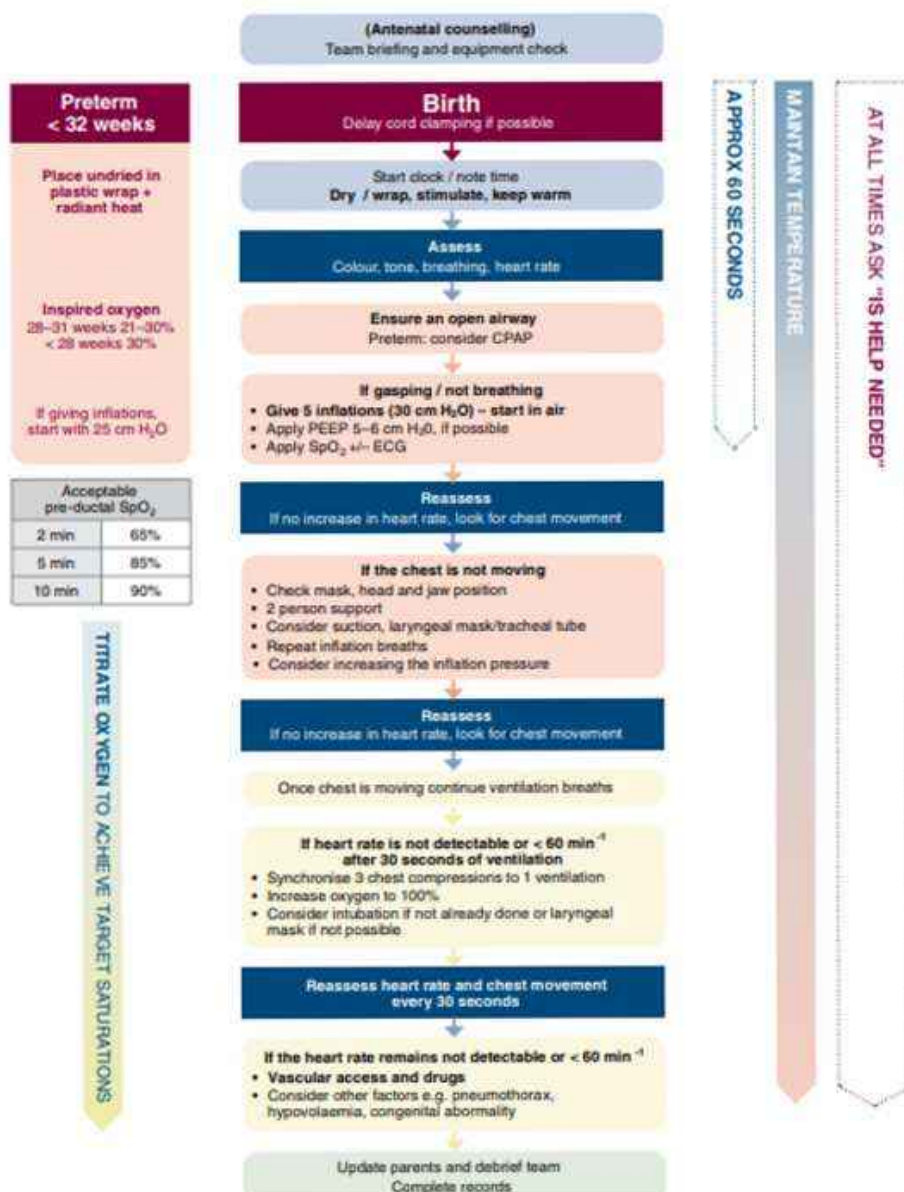 (Antenatal counselling)
Team briefing and equipment check
Preterm
< 32 weeks
Place undried in
plastic wrap +
radiant heat
Inspired oxygen
28–31 weeks 21–30%
< 28 weeks 30%
If giving inflations,
start with 25 cm H₂O
Acceptable
pre-ductal SpO₂
2 min 65%
5 min 85%
10 min 90%
TITRATE OXYGEN TO ACHIEVE TARGET SATURATIONS
Birth
Delay cord clamping if possible
Start clock / note time
Dry / wrap, stimulate, keep warm
Assess
Colour, tone, breathing, heart rate
Ensure an open airway
Preterm: consider CPAP
If gasping / not breathing
• Give 5 inflations (30 cm H₂O) – start in air
• Apply PEEP 5–6 cm H₂0, if possible
• Apply SpO₂ +/– ECG
Reassess
If no increase in heart rate, look for chest movement
If the chest is not moving
• Check mask, head and jaw position
• 2 person support
• Consider suction, laryngeal mask/tracheal tube
• Repeat inflation breaths
• Consider increasing the inflation pressure
Reassess
If no increase in heart rate, look for chest movement
Once chest is moving continue ventilation breaths
If heart rate is not detectable or < 60 min⁻¹
after 30 seconds of ventilation
• Synchronise 3 chest compressions to 1 ventilation
• Increase oxygen to 100%
• Consider intubation if not already done or laryngeal
mask if not possible
Reassess heart rate and chest movement
every 30 seconds
If the heart rate remains not detectable or < 60 min⁻¹
• Vascular access and drugs
• Consider other factors e.g. pneumothorax,
hypovolaemia, congenital abormality
Update parents and debrief team
Complete records
APPROX 60 SECONDS
MAINTAIN TEMPERATURE
AT ALL TIMES ASK "IS HELP NEEDED"